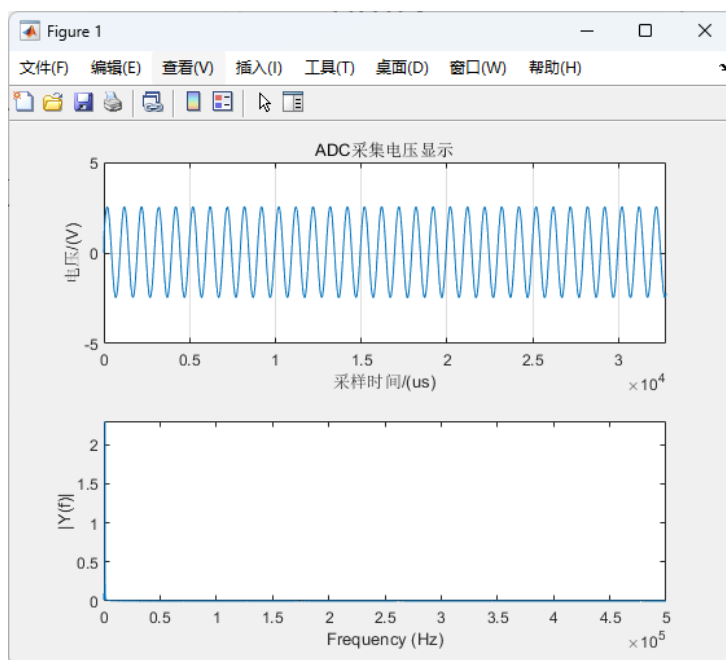 Figure 1
文件(F) 编辑(E) 查看(V) 插入(I) 工具(T) 桌面(D) 窗口(W) 帮助(H)
ADC采集电压显示
5
0
-5
电压/(V)
0 0.5 1 1.5 2 2.5 3
采样时间/(us)
×10^4
2
1.5
1
0.5
0
|Y(f)|
0 0.5 1 1.5 2 2.5 3 3.5 4 4.5 5
Frequency (Hz)
×10^5